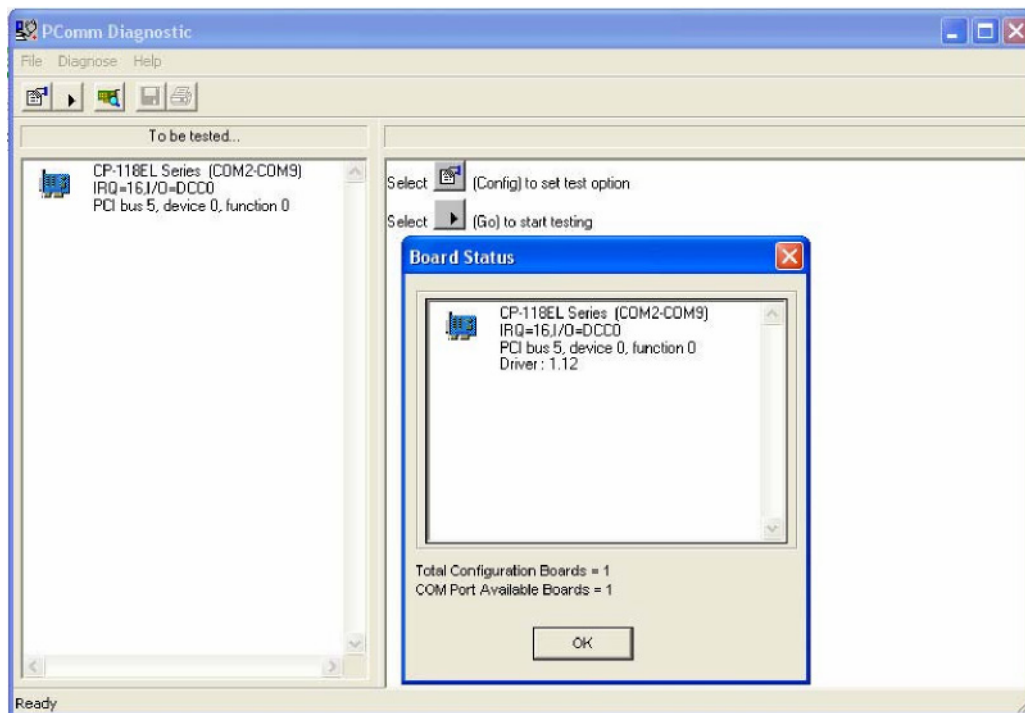 PComm Diagnostic
File Diagnose Help
To be tested...
CP-118EL Series (COM2-COM9)
IRQ=16,I/O=DCC0
PCI bus 5, device 0, function 0
Select (Config) to set test option
Select (Go) to start testing
Board Status
CP-118EL Series (COM2-COM9)
IRQ=16,I/O=DCC0
PCI bus 5, device 0, function 0
Driver : 1.12
Total Configuration Boards = 1
COM Port Available Boards = 1
OK
Ready